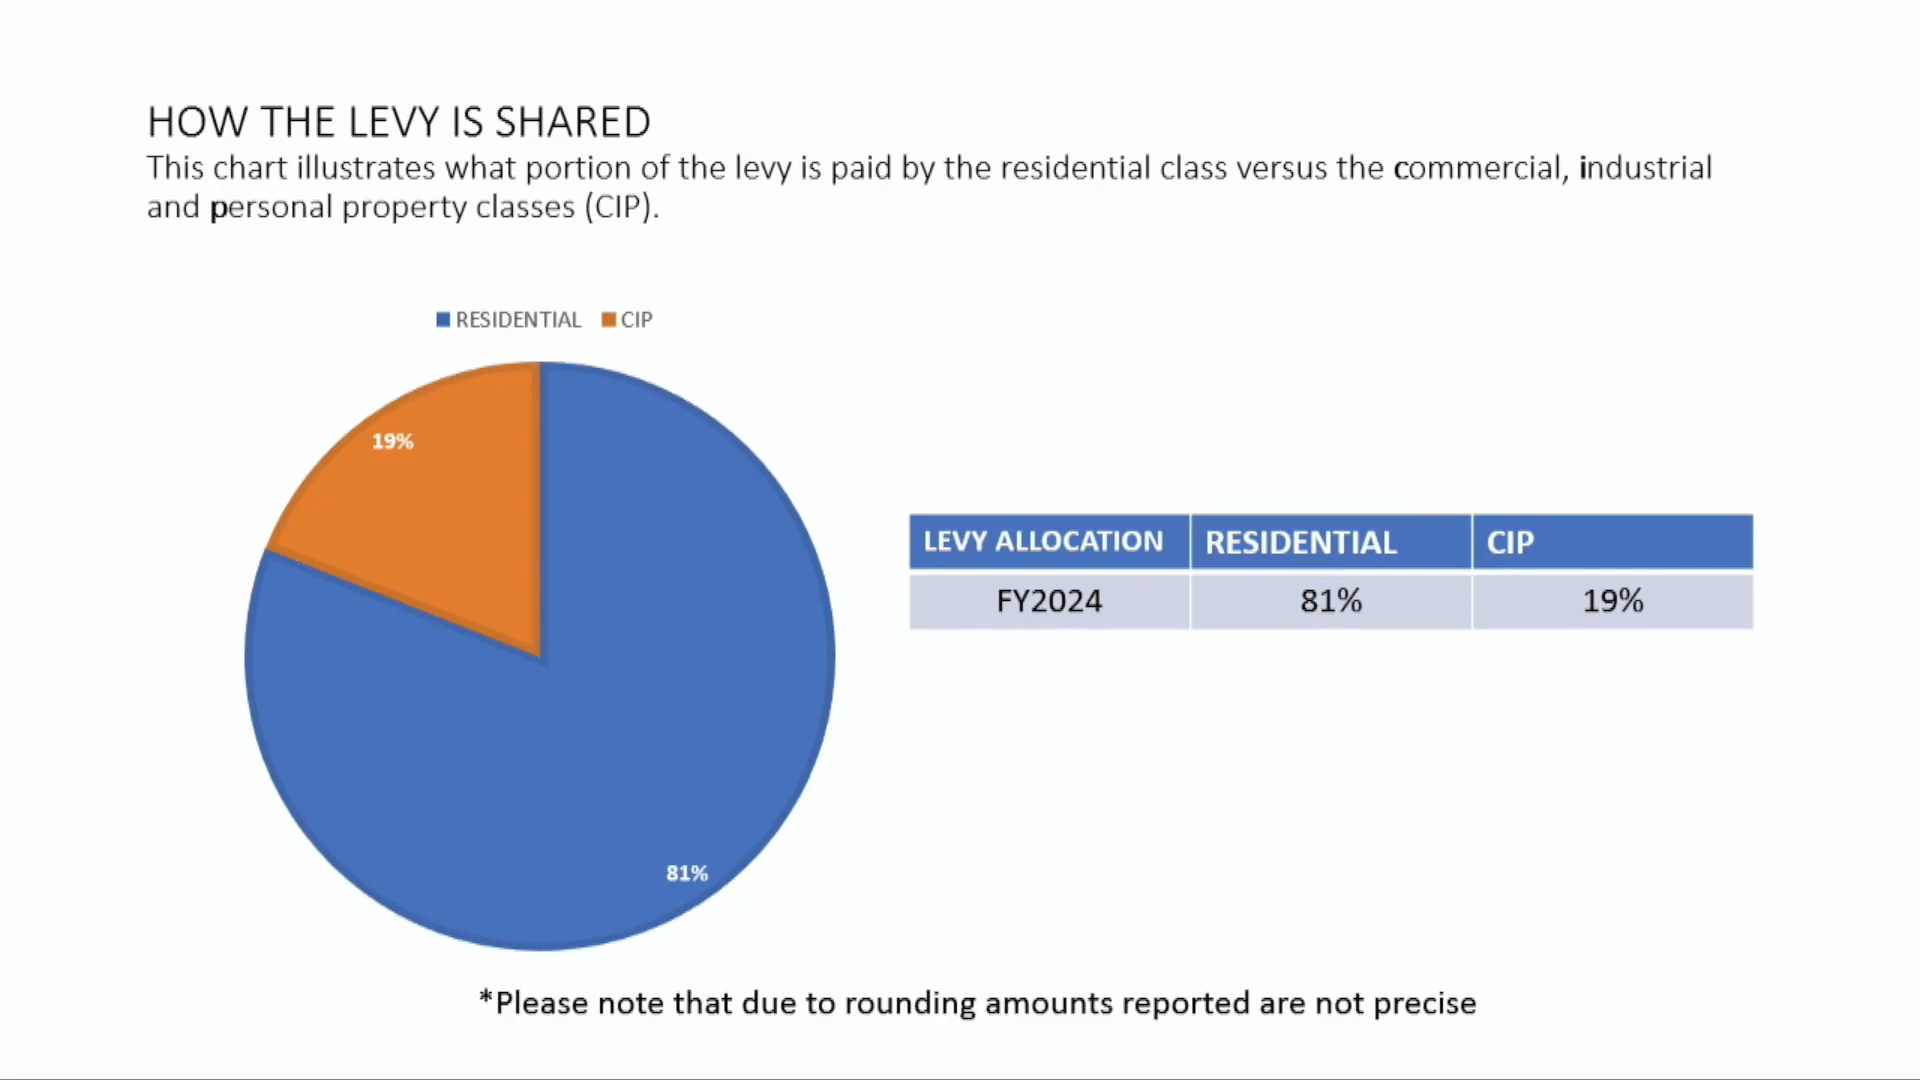 HOW THE LEVY IS SHARED
This chart illustrates what portion of the levy is paid by the residential class versus the commercial, industrial
and personal property classes (CIP).
RESIDENTIAL CIP
19%
81%
LEVY ALLOCATION RESIDENTIAL CIP
FY2024 81% 19%
*Please note that due to rounding amounts reported are not precise